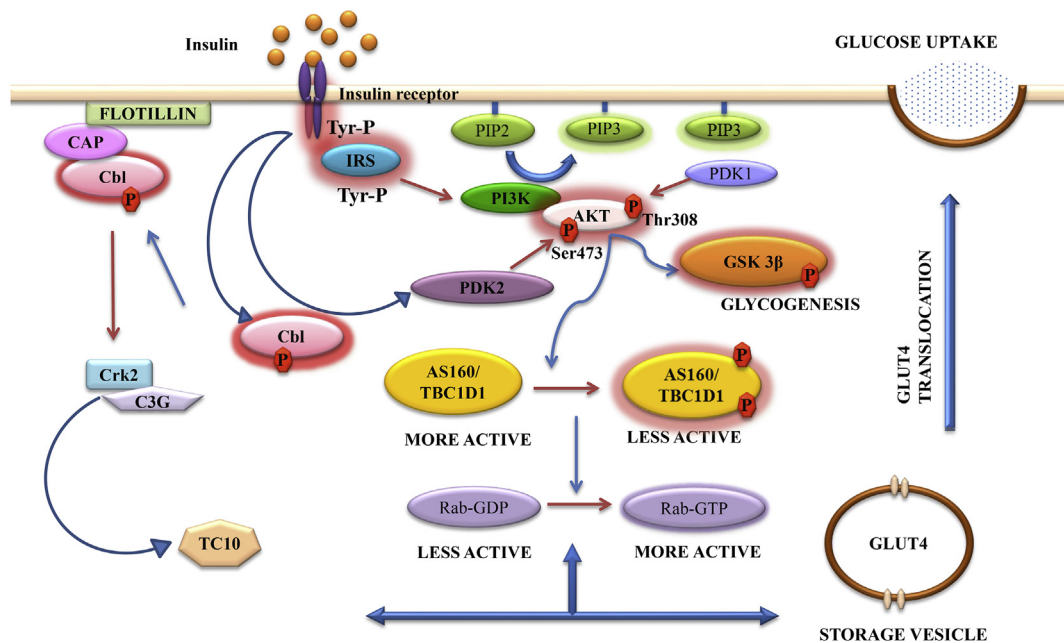 Insulin
GLUCOSE UPTAKE
Insulin receptor
FLOTILLIN
CAP
Cbl
P
Tyr-P
IRS
Tyr-P
PIP2
PIP3
PIP3
PDK1
PI3K
AKT
P
Thr308
P
Ser473
PDK2
GSK 3β
P
GLYCOGENESIS
Cbl
P
GLUT4
TRANSLOCATION
Crk2
C3G
AS160/
TBC1D1
MORE ACTIVE
P
AS160/
TBC1D1
P
LESS ACTIVE
Rab-GDP
LESS ACTIVE
Rab-GTP
MORE ACTIVE
TC10
GLUT4
STORAGE VESICLE